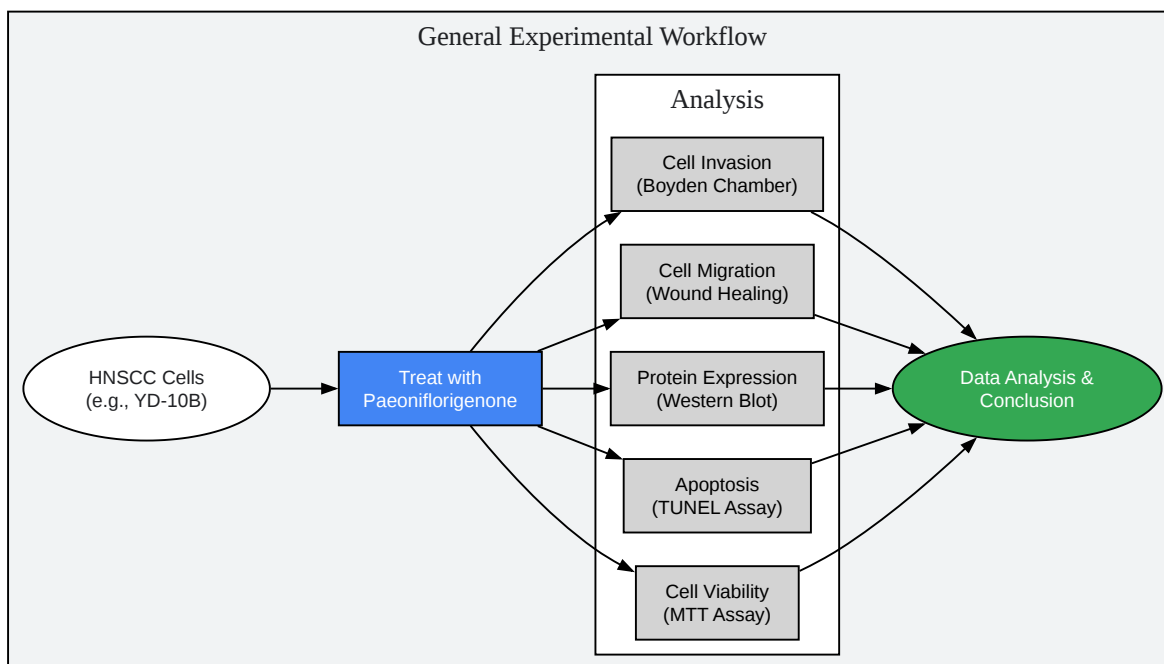 General Experimental Workflow
Analysis
Cell Invasion
(Boyden Chamber)
Cell Migration
(Wound Healing)
HNSCC Cells
(e.g., YD-10B)
Treat with
Paeoniflorigenone
Protein Expression
(Western Blot)
Data Analysis &
Conclusion
Apoptosis
(TUNEL Assay)
Cell Viability
(MTT Assay)